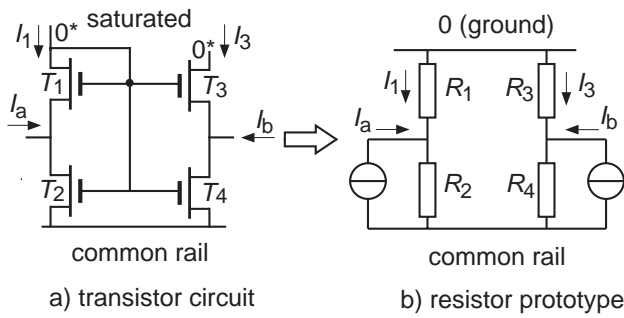 saturated
0 (ground)
I1 0* 0* I3
T1 T3
I1 R1 R3 I3
Ia Ib
Ia Ib
T2 T4
R2 R4
common rail
common rail
a) transistor circuit
b) resistor prototype